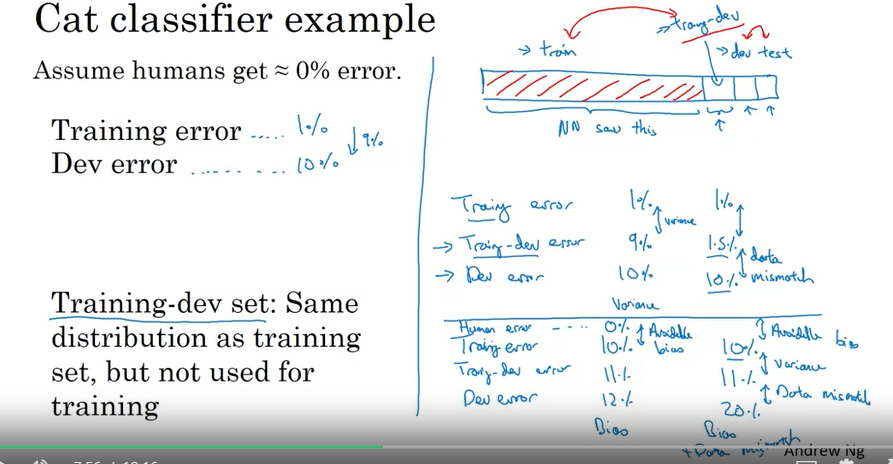 Cat classifier example
Assume humans get ≈ 0% error.
Training error ..... 1%
↓ 9%
Dev error ........ 10%
Training-dev set: Same
distribution as training
set, but not used for
training
→ train
→ traing-dev
→ dev test
NN saw this
Traing error 1% 1%
↕ variance
→ Traing-dev error 9% 1.5%
↕ data mismatch
→ Dev error 10% 10%
Variance
Human error ---- 0% ↕ Avoidable bias ↕ Avoidable bias
Traing error 10% 10%
↕ Variance
Traing-dev error 11% 11%
↕ Data mismatch
Dev error 12% 20%
Bias Bias
+ Data mismatch
Andrew Ng